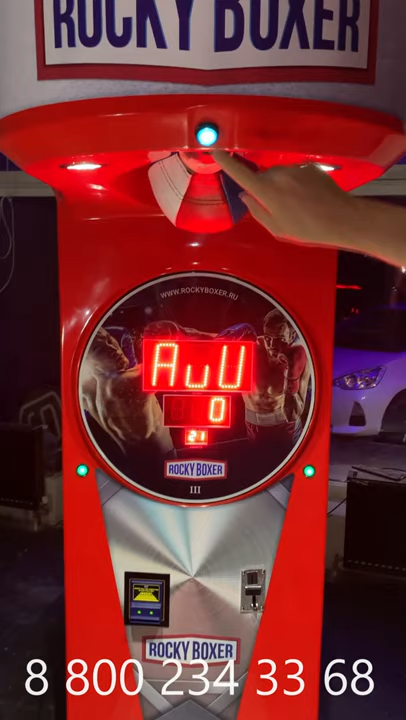 ROCKY BOXER
WWW.ROCKYBOXER.RU
AuU
0
21
ROCKY BOXER
III
ROCKY BOXER
8 800 234 33 68